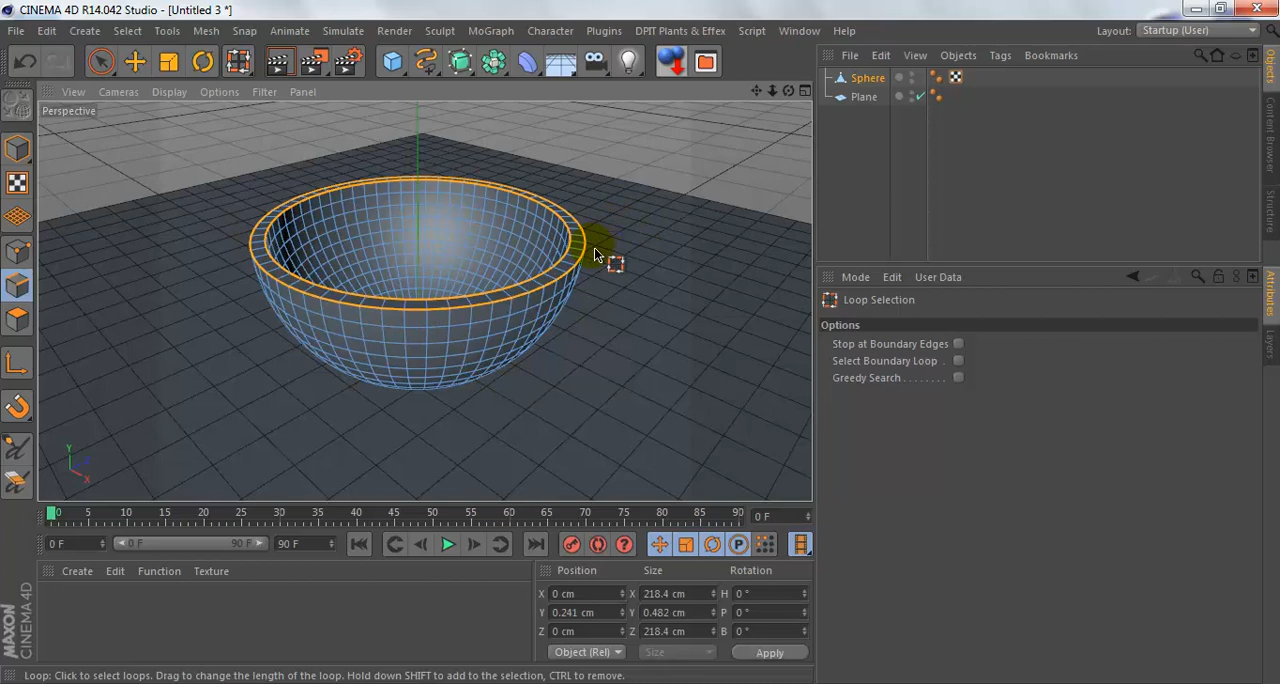 CINEMA 4D R14.042 Studio - [Untitled 3 *]
File Edit Create Select Tools Mesh Snap Animate Simulate Render Sculpt MoGraph Character Plugins DPIT Plants & Effex Script Window Help
Layout: Startup (User)
View Cameras Display Options Filter Panel
Perspective
Y
Z
X
File Edit View Objects Tags Bookmarks
Sphere
Plane
Objects
Content Browser
Structure
Mode Edit User Data
Loop Selection
Options
Stop at Boundary Edges
Select Boundary Loop .
Greedy Search . . . . . . . .
Attributes
Layers
0 5 10 15 20 25 30 35 40 45 50 55 60 65 70 75 80 85 90 0 F
0 F 0 F 90 F 90 F
P
Create Edit Function Texture
Position Size Rotation
X 0 cm X 218.4 cm H 0 °
Y 0.241 cm Y 0.482 cm P 0 °
Z 0 cm Z 218.4 cm B 0 °
Object (Rel) Size Apply
MAXON
CINEMA 4D
Loop: Click to select loops. Drag to change the length of the loop. Hold down SHIFT to add to the selection, CTRL to remove.